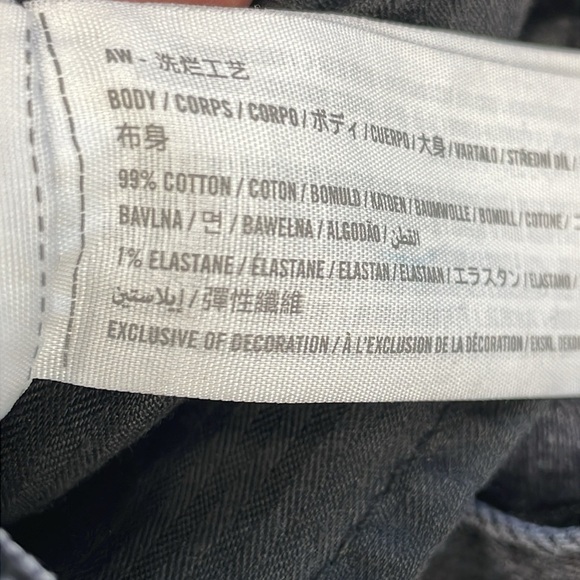 AW - 洗烂工艺
BODY / CORPS / CORPO / ボディ / CUERPO / 大身 / VARTALO / STŘEDNÍ DÍL /
布身
99% COTTON / COTON / BOMULD / KATOEN / BAUMWOLLE / BOMULL / COTONE /
BAVLNA / 면 / BAWEŁNA / ALGODÃO / القطن
1% ELASTANE / ÉLASTANE / ELASTAN / ELASTAAN / エラスタン / ELASTANO /
إيلاستين / 彈性纖維
EXCLUSIVE OF DECORATION / À L'EXCLUSION DE LA DÉCORATION / EKSKL.